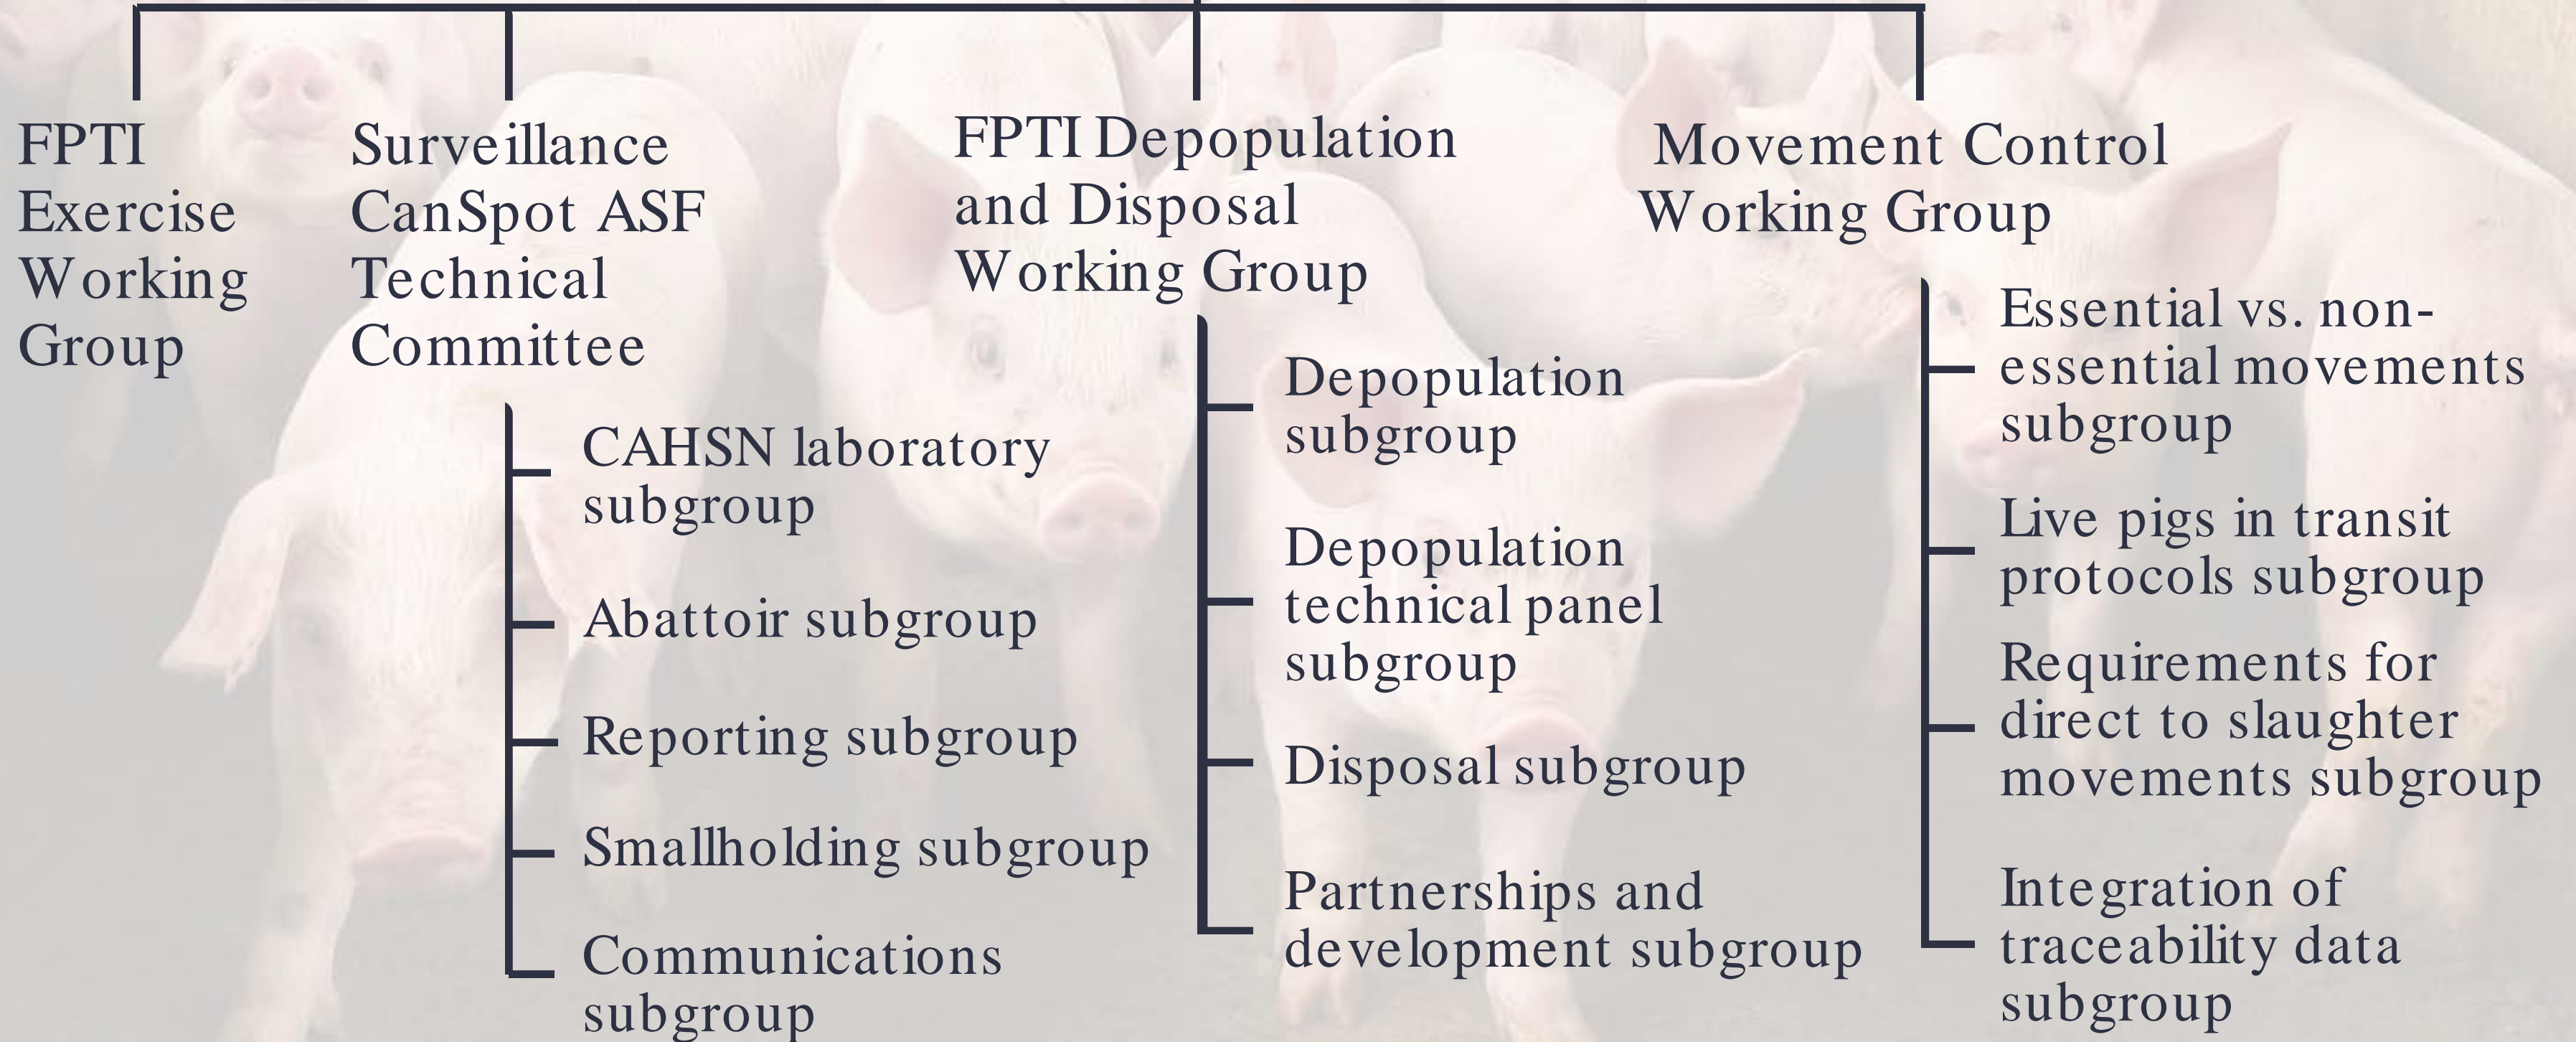 FPTI
Exercise
Working
Group
Surveillance
CanSpot ASF
Technical
Committee
CAHSN laboratory
subgroup
Abattoir subgroup
Reporting subgroup
Smallholding subgroup
Communications
subgroup
FPTI Depopulation
and Disposal
Working Group
Depopulation
subgroup
Depopulation
technical panel
subgroup
Disposal subgroup
Partnerships and
development subgroup
Movement Control
Working Group
Essential vs. non-
essential movements
subgroup
Live pigs in transit
protocols subgroup
Requirements for
direct to slaughter
movements subgroup
Integration of
traceability data
subgroup